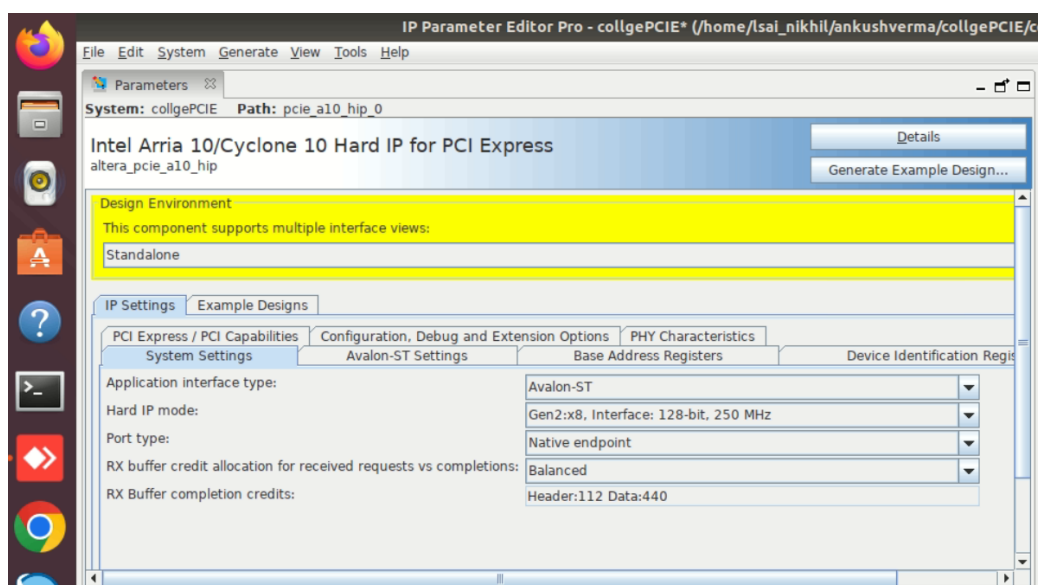 IP Parameter Editor Pro - collgePCIE* (/home/lsai_nikhil/ankushverma/collgePCIE/c
File Edit System Generate View Tools Help
Parameters
System: collgePCIE Path: pcie_a10_hip_0
Intel Arria 10/Cyclone 10 Hard IP for PCI Express
altera_pcie_a10_hip
Details
Generate Example Design...
Design Environment
This component supports multiple interface views:
Standalone
IP Settings Example Designs
PCI Express / PCI Capabilities Configuration, Debug and Extension Options PHY Characteristics
System Settings Avalon-ST Settings Base Address Registers Device Identification Regis
Application interface type: Avalon-ST
Hard IP mode: Gen2:x8, Interface: 128-bit, 250 MHz
Port type: Native endpoint
RX buffer credit allocation for received requests vs completions: Balanced
RX Buffer completion credits: Header:112 Data:440